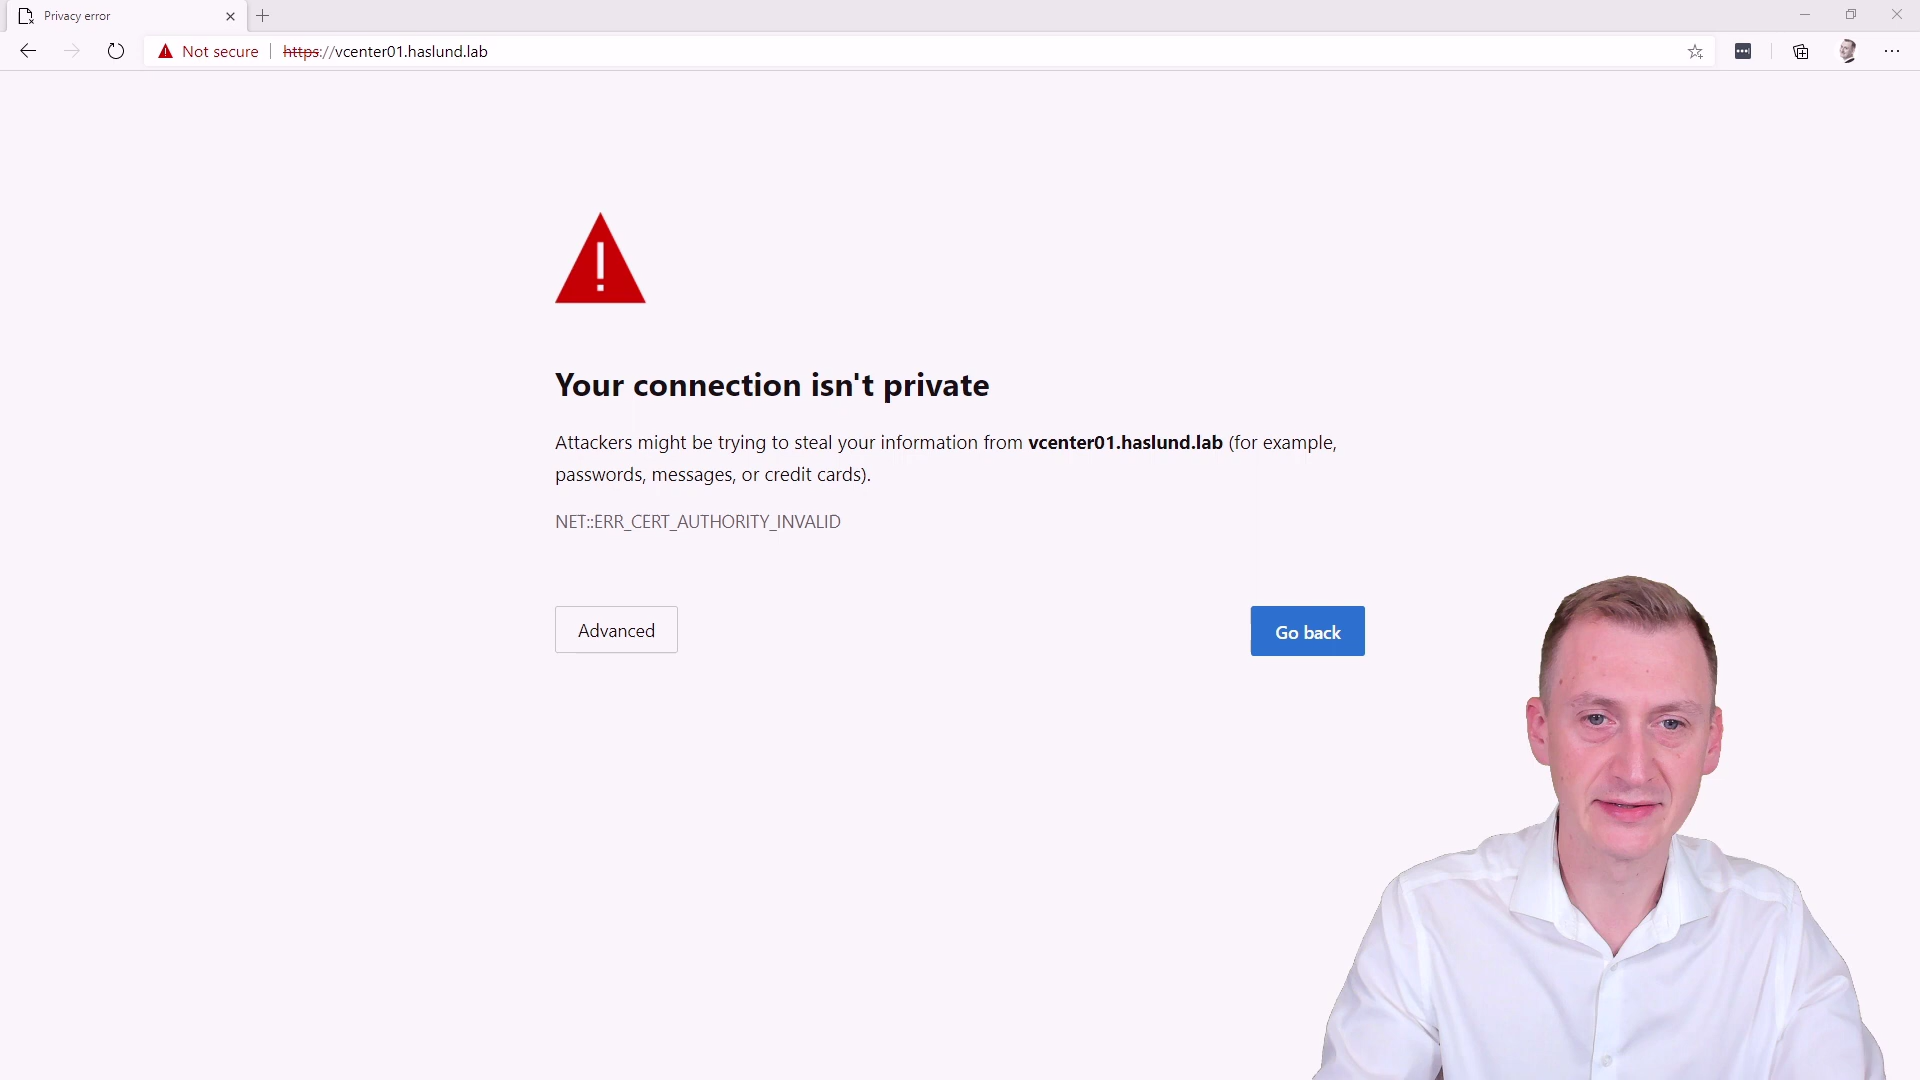 Privacy error
Not secure https://vcenter01.haslund.lab
Your connection isn't private
Attackers might be trying to steal your information from vcenter01.haslund.lab (for example,
passwords, messages, or credit cards).
NET::ERR_CERT_AUTHORITY_INVALID
Advanced
Go back